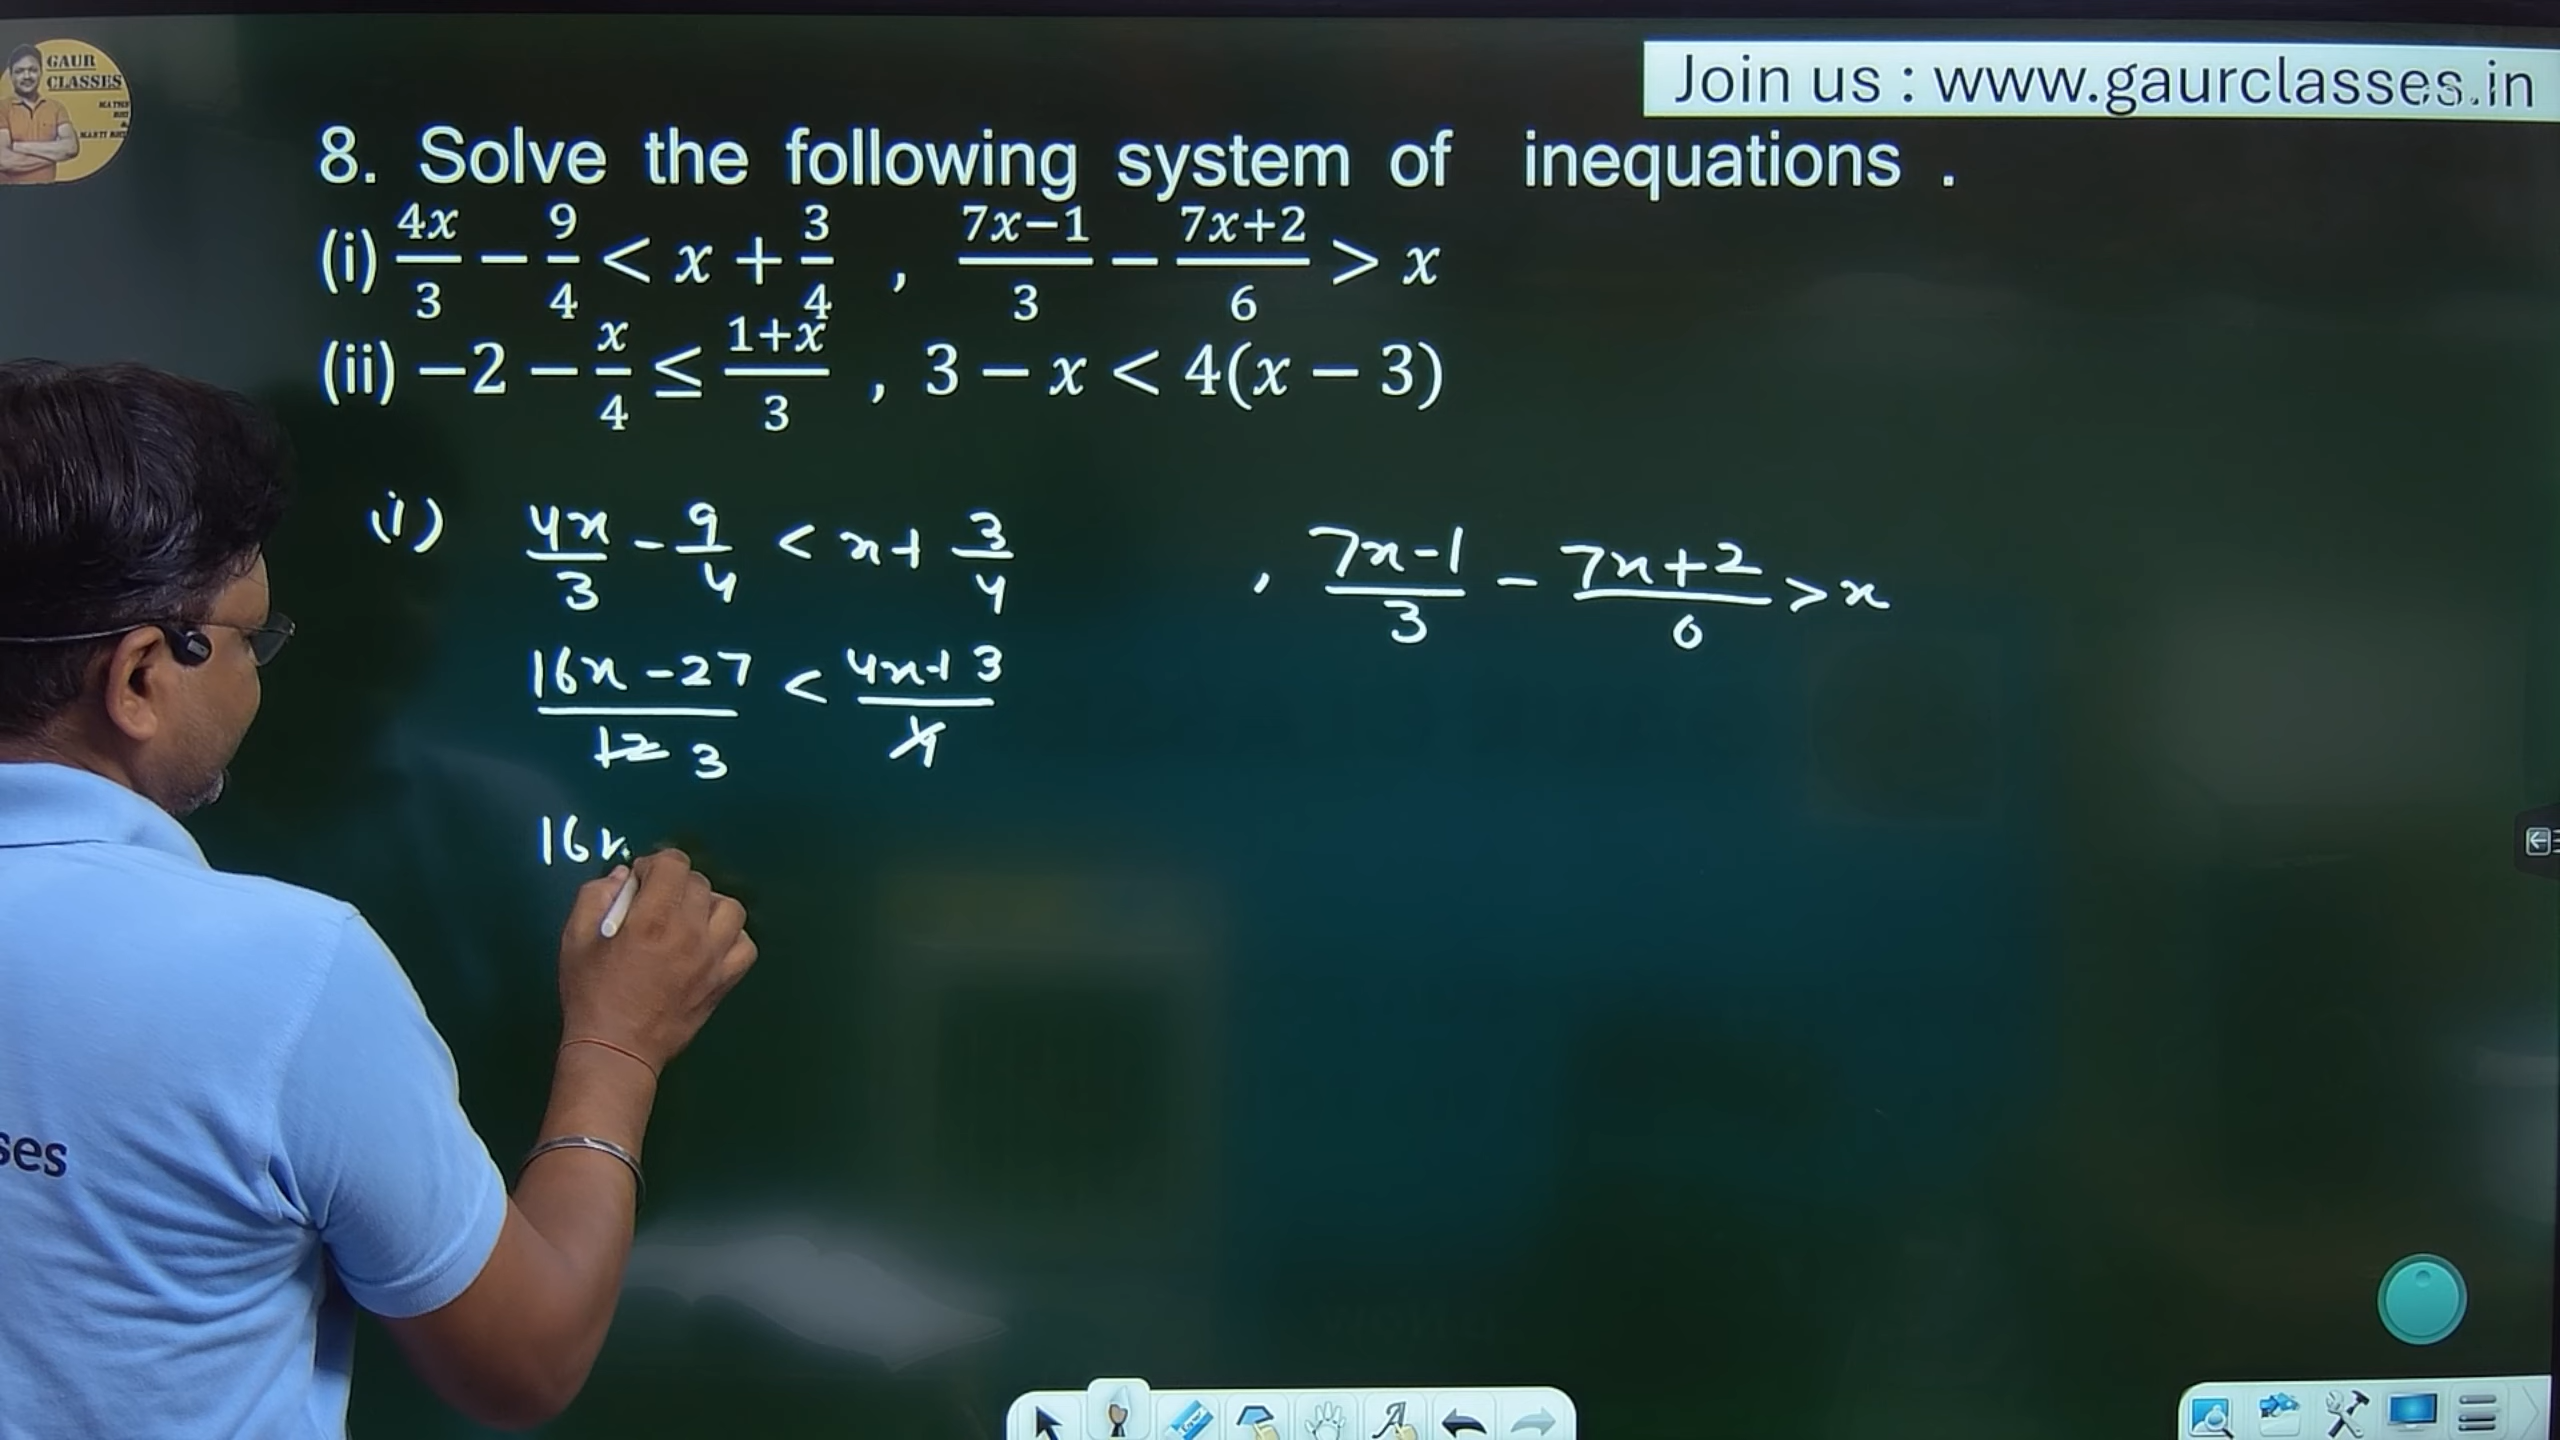 GAUR
CLASSES
Join us : www.gaurclasses.in
8. Solve the following system of inequations .
(i) 4x/3 − 9/4 < x + 3/4 , 7x−1/3 − 7x+2/6 > x
(ii) −2 − x/4 ≤ 1+x/3 , 3 − x < 4(x − 3)
(i) 4x/3 - 9/4 < x + 3/4 , 7x-1/3 - 7x+2/6 > x
16x - 27/12 3 < 4x+3/4
16x
ses